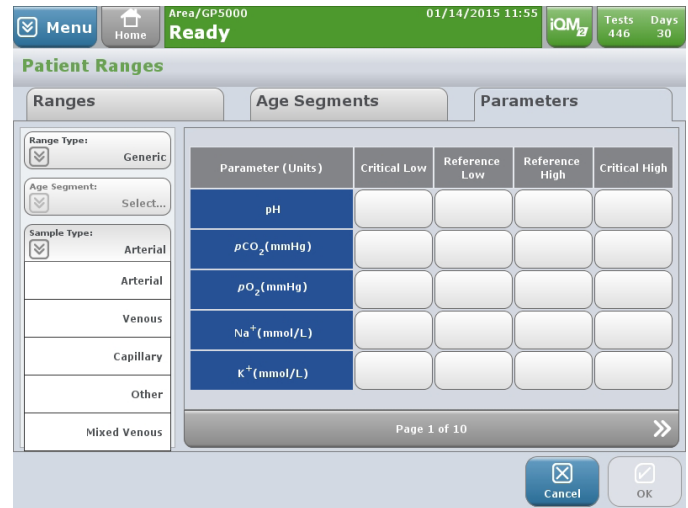 Menu
Home
Area/GP5000
01/14/2015 11:55
Ready
iQM2
Tests Days
446 30
Patient Ranges
Ranges
Age Segments
Parameters
Range Type:
Generic
Age Segment:
Select...
Sample Type:
Arterial
Arterial
Venous
Capillary
Other
Mixed Venous
Parameter (Units) Critical Low Reference Low Reference High Critical High
pH
pCO₂(mmHg)
pO₂(mmHg)
Na⁺(mmol/L)
K⁺(mmol/L)
Page 1 of 10
Cancel
OK